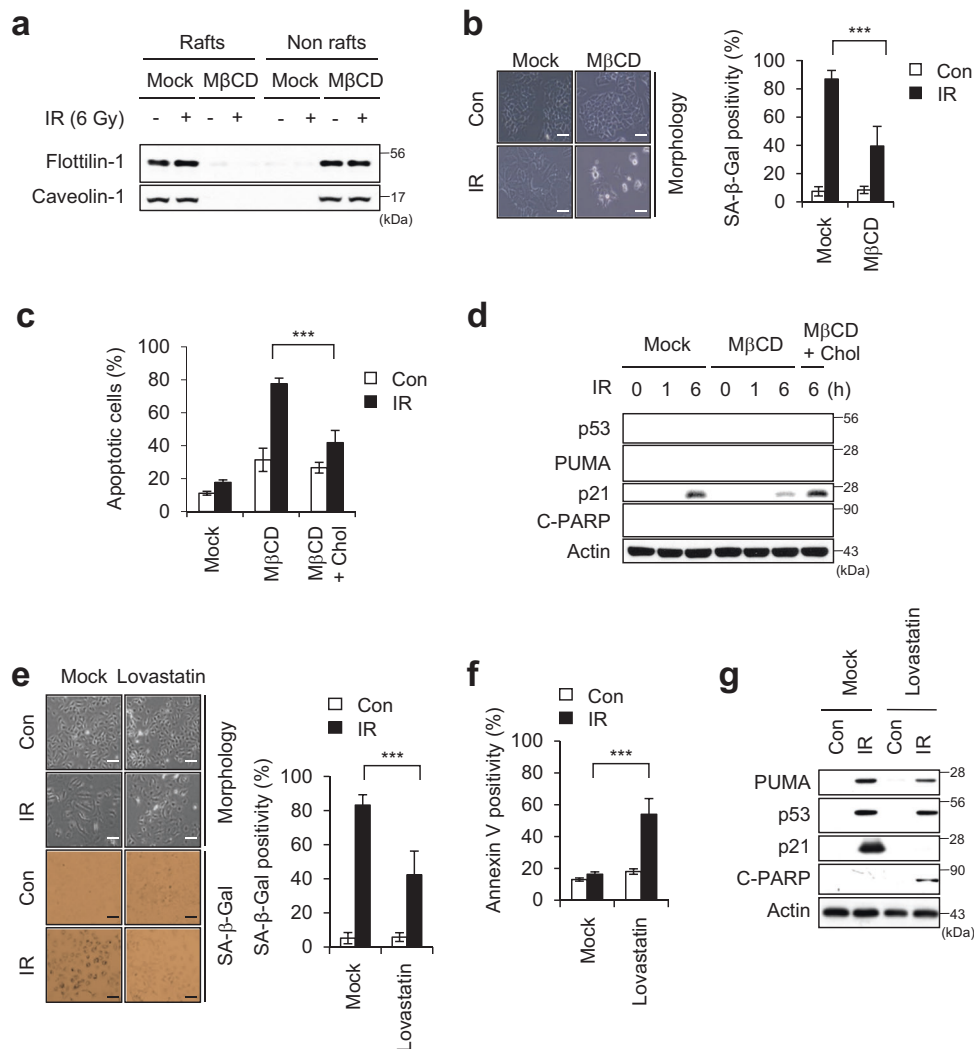 a
Rafts Non rafts
Mock MβCD Mock MβCD
IR (6 Gy) - + - + - + - +
Flottilin-1 56
Caveolin-1 17
(kDa)
b
Mock MβCD
Con
IR
Morphology
SA-β-Gal positivity (%)
100
80
60
40
20
0
***
Con
IR
Mock
MβCD
c
Apoptotic cells (%)
100
80
60
40
20
0
***
Con
IR
Mock
MβCD
MβCD
+ Chol
d
Mock MβCD MβCD
+ Chol
IR 0 1 6 0 1 6 6 (h)
p53 56
PUMA 28
p21 28
C-PARP 90
Actin 43
(kDa)
e
Mock Lovastatin
Con
IR
Morphology
Con
IR
SA-β-Gal
Con
IR
SA-β-Gal positivity (%)
100
80
60
40
20
0
***
Mock
Lovastatin
f
Con
IR
Annexin V positivity (%)
100
80
60
40
20
0
***
Mock
Lovastatin
g
Mock Lovastatin
Con IR Con IR
PUMA 28
p53 56
p21 28
C-PARP 90
Actin 43
(kDa)